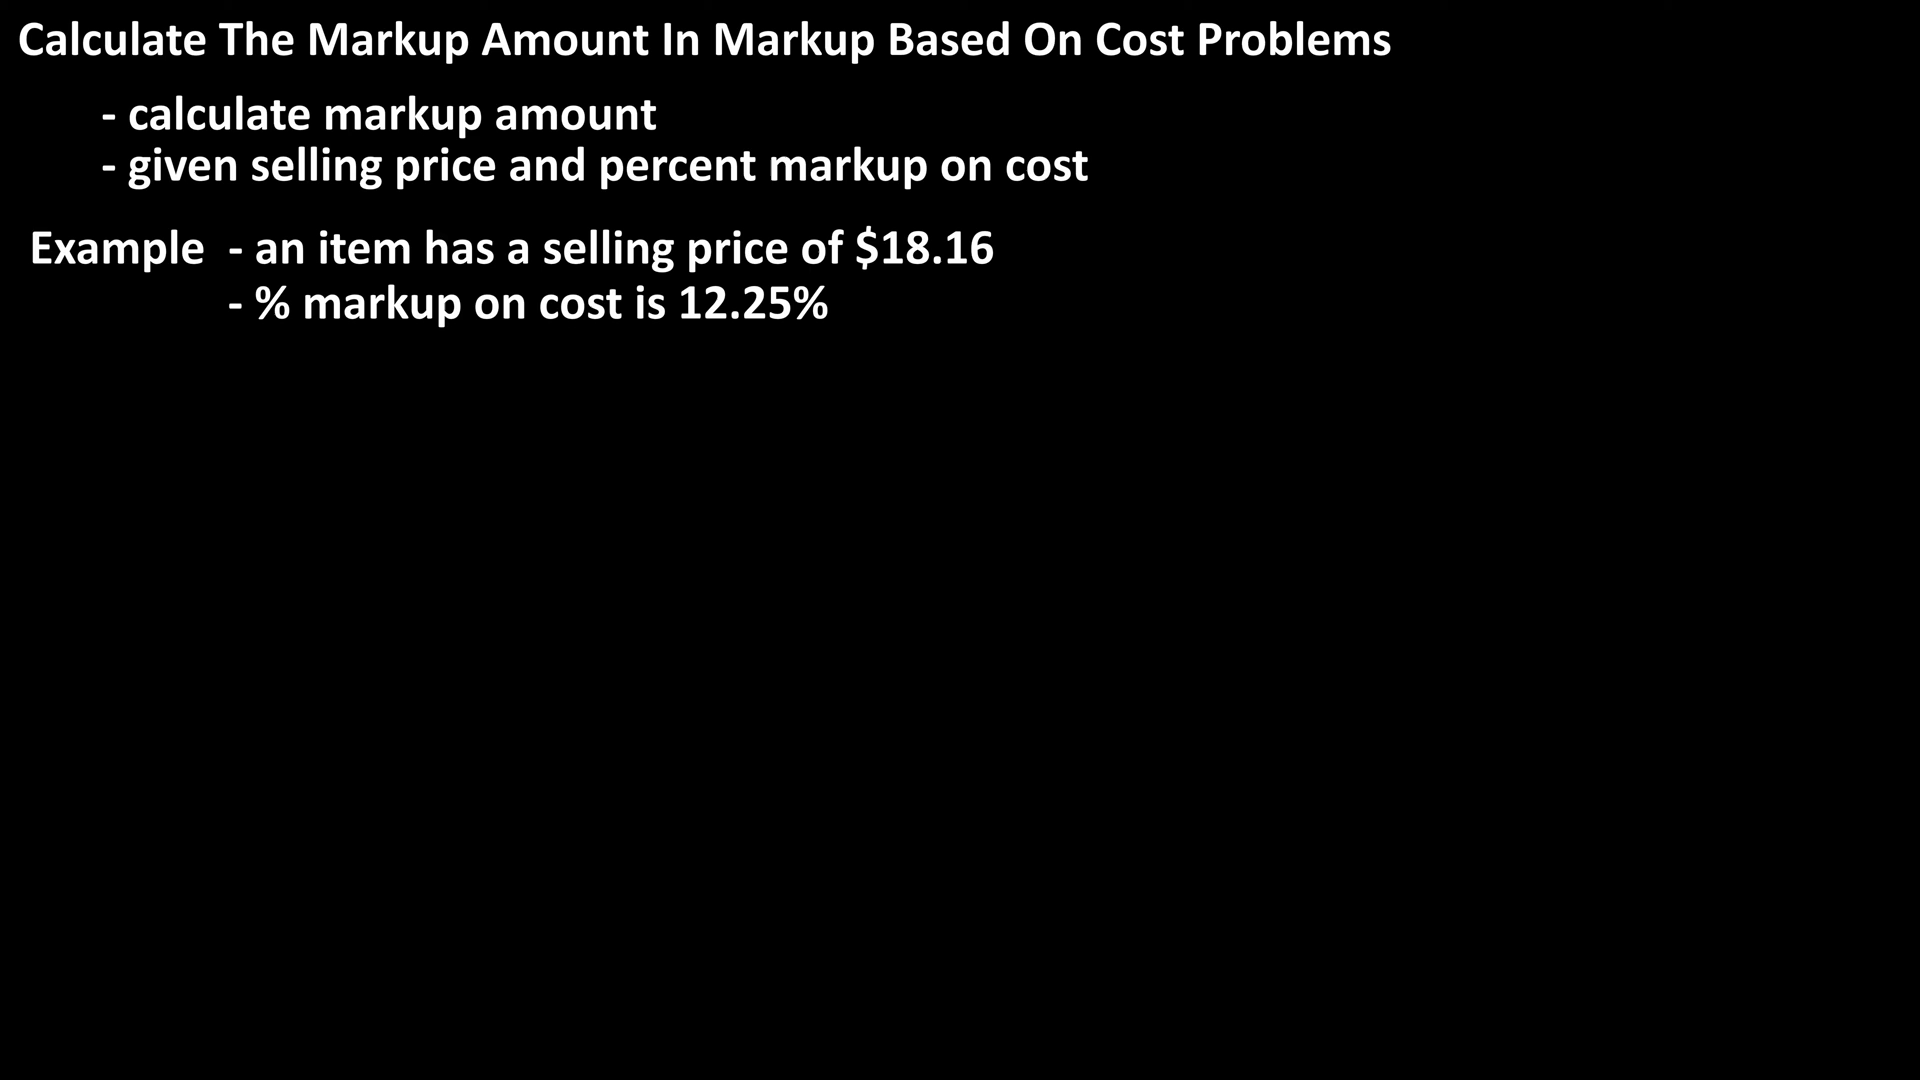 Calculate The Markup Amount In Markup Based On Cost Problems
- calculate markup amount
- given selling price and percent markup on cost
Example - an item has a selling price of $18.16
- % markup on cost is 12.25%